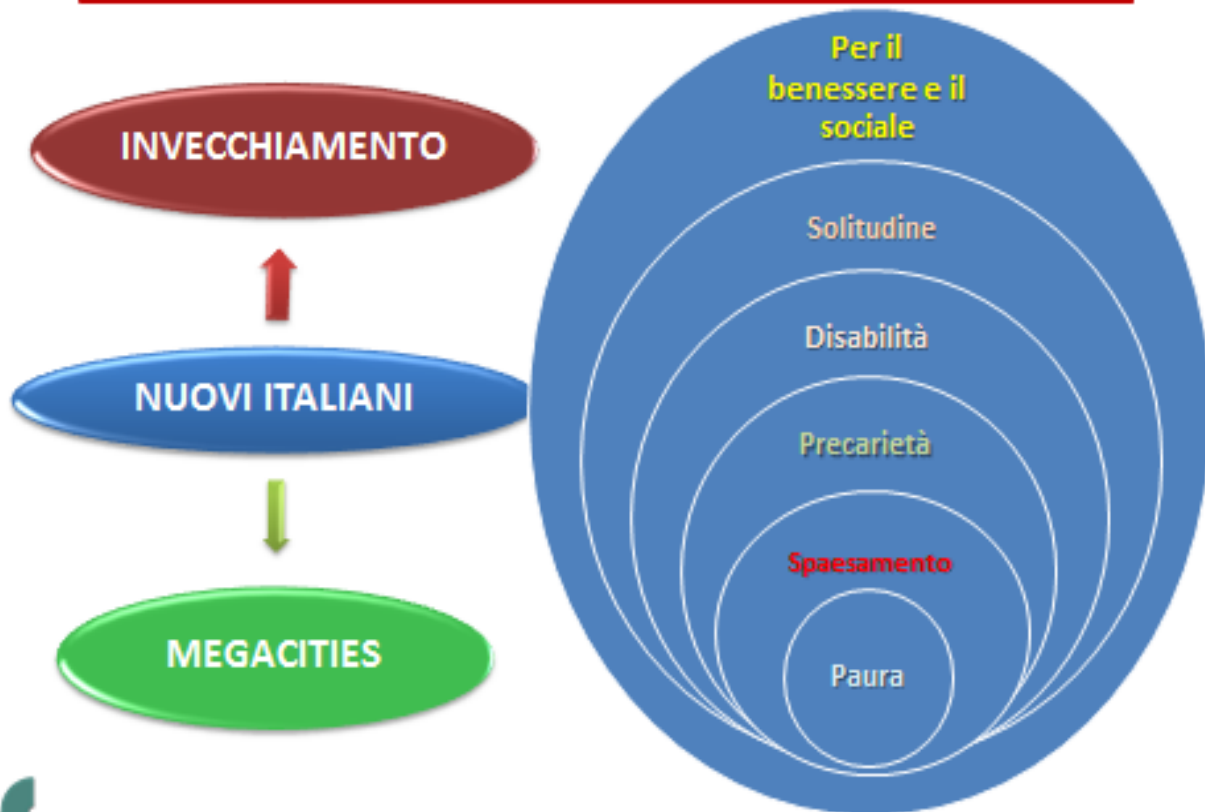 INVECCHIAMENTO
NUOVI ITALIANI
MEGACITIES
Per il
benessere e il
sociale
Solitudine
Disabilità
Precarietà
Spaesamento
Paura